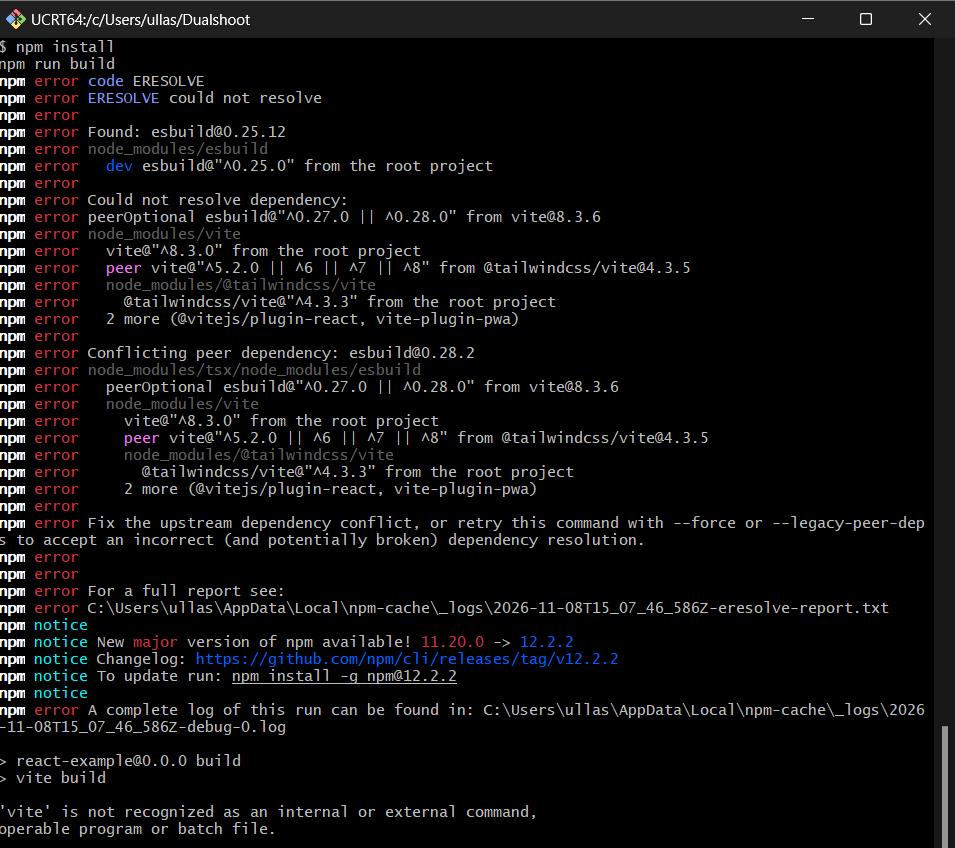 UCRT64:/c/Users/ullas/Dualshoot
$ npm install
npm run build
npm error code ERESOLVE
npm error ERESOLVE could not resolve
npm error
npm error Found: esbuild@0.25.12
npm error node_modules/esbuild
npm error   dev esbuild@"^0.25.0" from the root project
npm error
npm error Could not resolve dependency:
npm error peerOptional esbuild@"^0.27.0 || ^0.28.0" from vite@8.3.6
npm error node_modules/vite
npm error   vite@"^8.3.0" from the root project
npm error   peer vite@"^5.2.0 || ^6 || ^7 || ^8" from @tailwindcss/vite@4.3.5
npm error   node_modules/@tailwindcss/vite
npm error     @tailwindcss/vite@"^4.3.3" from the root project
npm error   2 more (@vitejs/plugin-react, vite-plugin-pwa)
npm error
npm error Conflicting peer dependency: esbuild@0.28.2
npm error node_modules/tsx/node_modules/esbuild
npm error   peerOptional esbuild@"^0.27.0 || ^0.28.0" from vite@8.3.6
npm error   node_modules/vite
npm error     vite@"^8.3.0" from the root project
npm error     peer vite@"^5.2.0 || ^6 || ^7 || ^8" from @tailwindcss/vite@4.3.5
npm error     node_modules/@tailwindcss/vite
npm error       @tailwindcss/vite@"^4.3.3" from the root project
npm error     2 more (@vitejs/plugin-react, vite-plugin-pwa)
npm error
npm error Fix the upstream dependency conflict, or retry this command with --force or --legacy-peer-dep
s to accept an incorrect (and potentially broken) dependency resolution.
npm error
npm error
npm error For a full report see:
npm error C:\Users\ullas\AppData\Local\npm-cache\_logs\2026-11-08T15_07_46_586Z-eresolve-report.txt
npm notice
npm notice New major version of npm available! 11.20.0 -> 12.2.2
npm notice Changelog: https://github.com/npm/cli/releases/tag/v12.2.2
npm notice To update run: npm install -g npm@12.2.2
npm notice
npm error A complete log of this run can be found in: C:\Users\ullas\AppData\Local\npm-cache\_logs\2026
-11-08T15_07_46_586Z-debug-0.log
> react-example@0.0.0 build
> vite build
'vite' is not recognized as an internal or external command,
operable program or batch file.